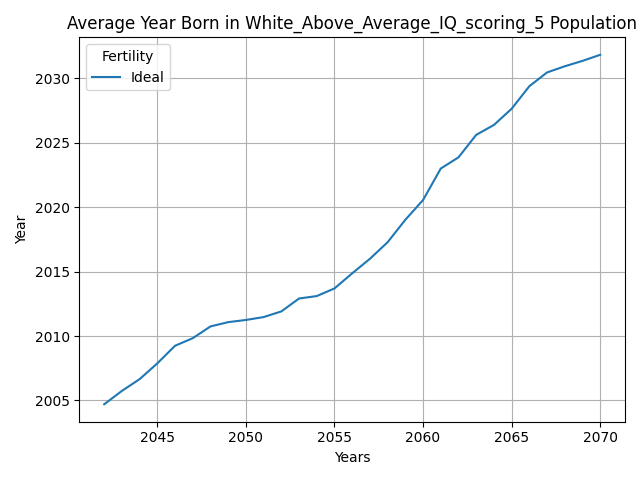 Average Year Born in White_Above_Average_IQ_scoring_5 Population
Fertility
Ideal
2030
2025
2020
2015
2010
2005
Year
2045 2050 2055 2060 2065 2070
Years